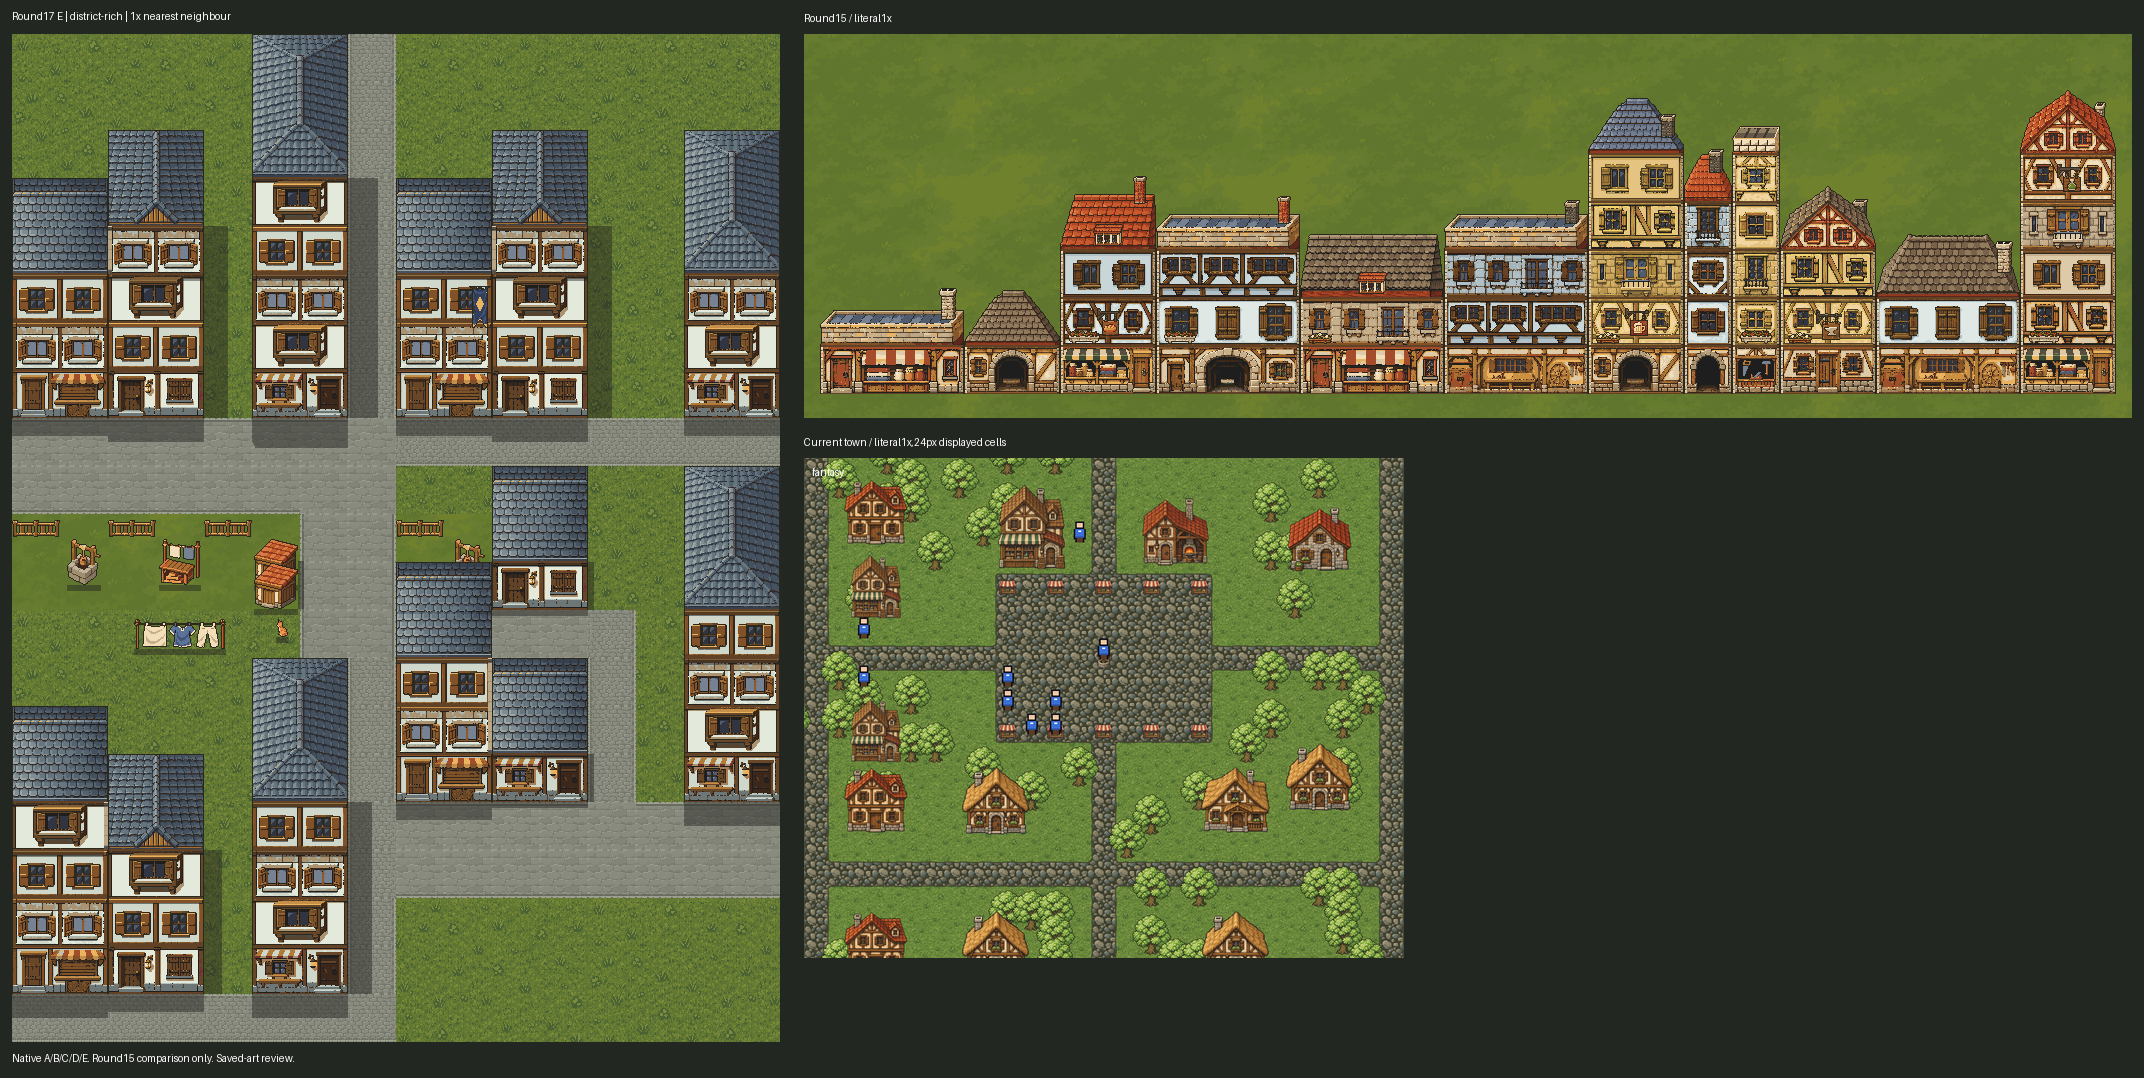 Round17 E | district-rich | 1x nearest neighbour
Round15 / literal1x
Current town / literal1x, 24px displayed cells
fantasy
Native A/B/C/D/E. Round15 comparison only. Saved-art review.